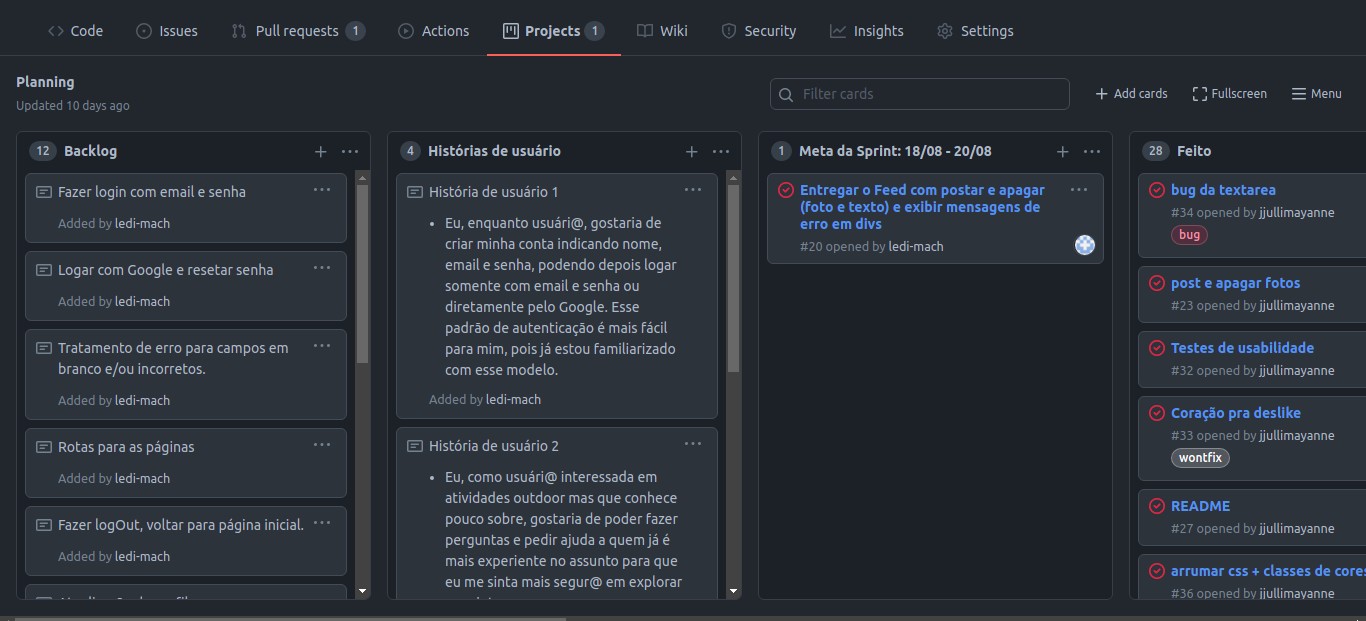 Code Issues Pull requests 1 Actions Projects 1 Wiki Security Insights Settings
Planning
Updated 10 days ago
Filter cards
Add cards Fullscreen Menu
12 Backlog
Fazer login com email e senha
Added by ledi-mach
Logar com Google e resetar senha
Added by ledi-mach
Tratamento de erro para campos em
branco e/ou incorretos.
Added by ledi-mach
Rotas para as páginas
Added by ledi-mach
Fazer logOut, voltar para página inicial.
Added by ledi-mach
4 Histórias de usuário
História de usuário 1
• Eu, enquanto usuári@, gostaria de
criar minha conta indicando nome,
email e senha, podendo depois logar
somente com email e senha ou
diretamente pelo Google. Esse
padrão de autenticação é mais fácil
para mim, pois já estou familiarizado
com esse modelo.
Added by ledi-mach
História de usuário 2
• Eu, como usuári@ interessada em
atividades outdoor mas que conhece
pouco sobre, gostaria de poder fazer
perguntas e pedir ajuda a quem já é
mais experiente no assunto para que
eu me sinta mais segur@ em explorar
1 Meta da Sprint: 18/08 - 20/08
Entregar o Feed com postar e apagar
(foto e texto) e exibir mensagens de
erro em divs
#20 opened by ledi-mach
28 Feito
bug da textarea
#34 opened by jjullimayanne
bug
post e apagar fotos
#23 opened by jjullimayanne
Testes de usabilidade
#32 opened by jjullimayanne
Coração pra deslike
#33 opened by jjullimayanne
wontfix
README
#27 opened by jjullimayanne
arrumar css + classes de cores
#36 opened by jjullimayanne